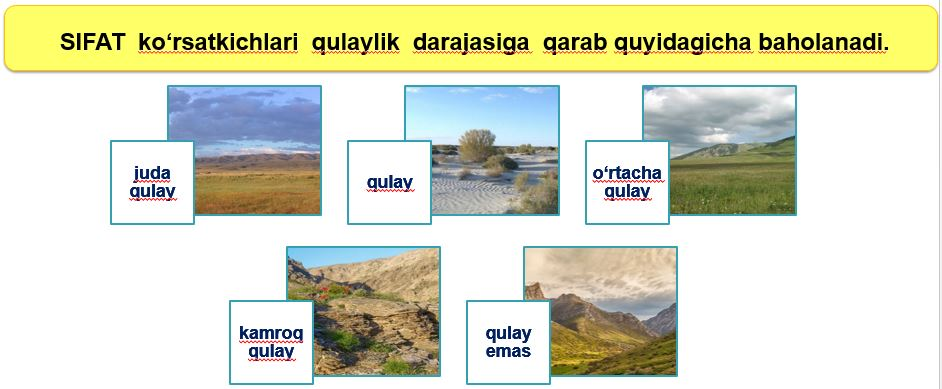 SIFAT ko‘rsatkichlari qulaylik darajasiga qarab quyidagicha baholanadi.
juda
qulay
qulay
o‘rtacha
qulay
kamroq
qulay
qulay
emas